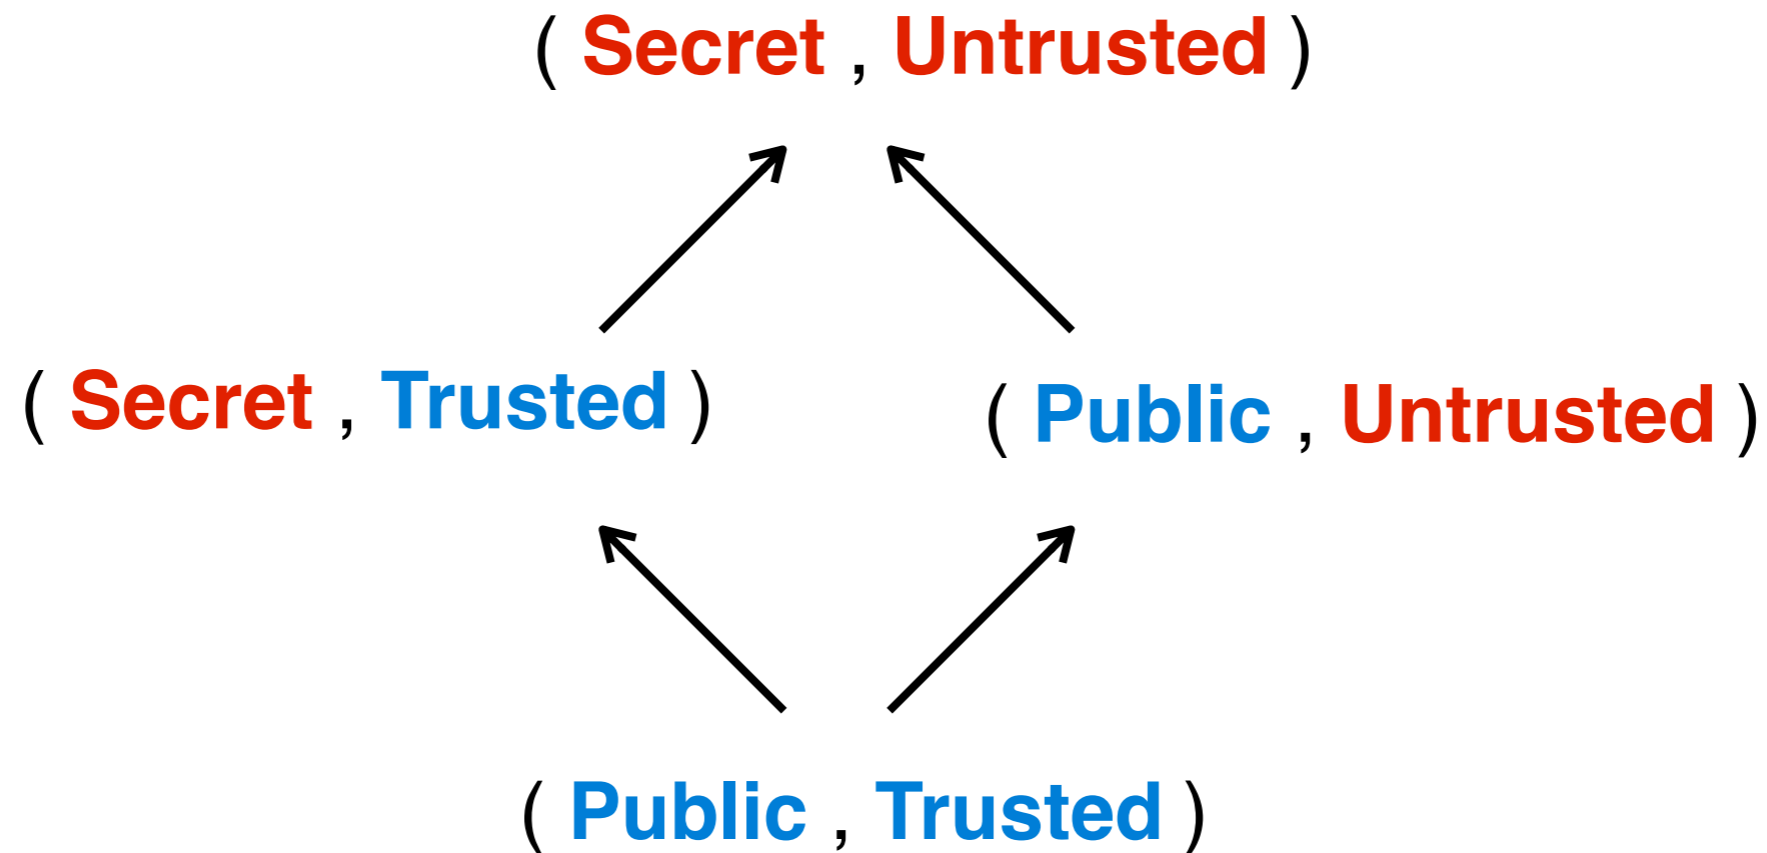 ( Secret , Untrusted )
( Secret , Trusted )
( Public , Untrusted )
( Public , Trusted )